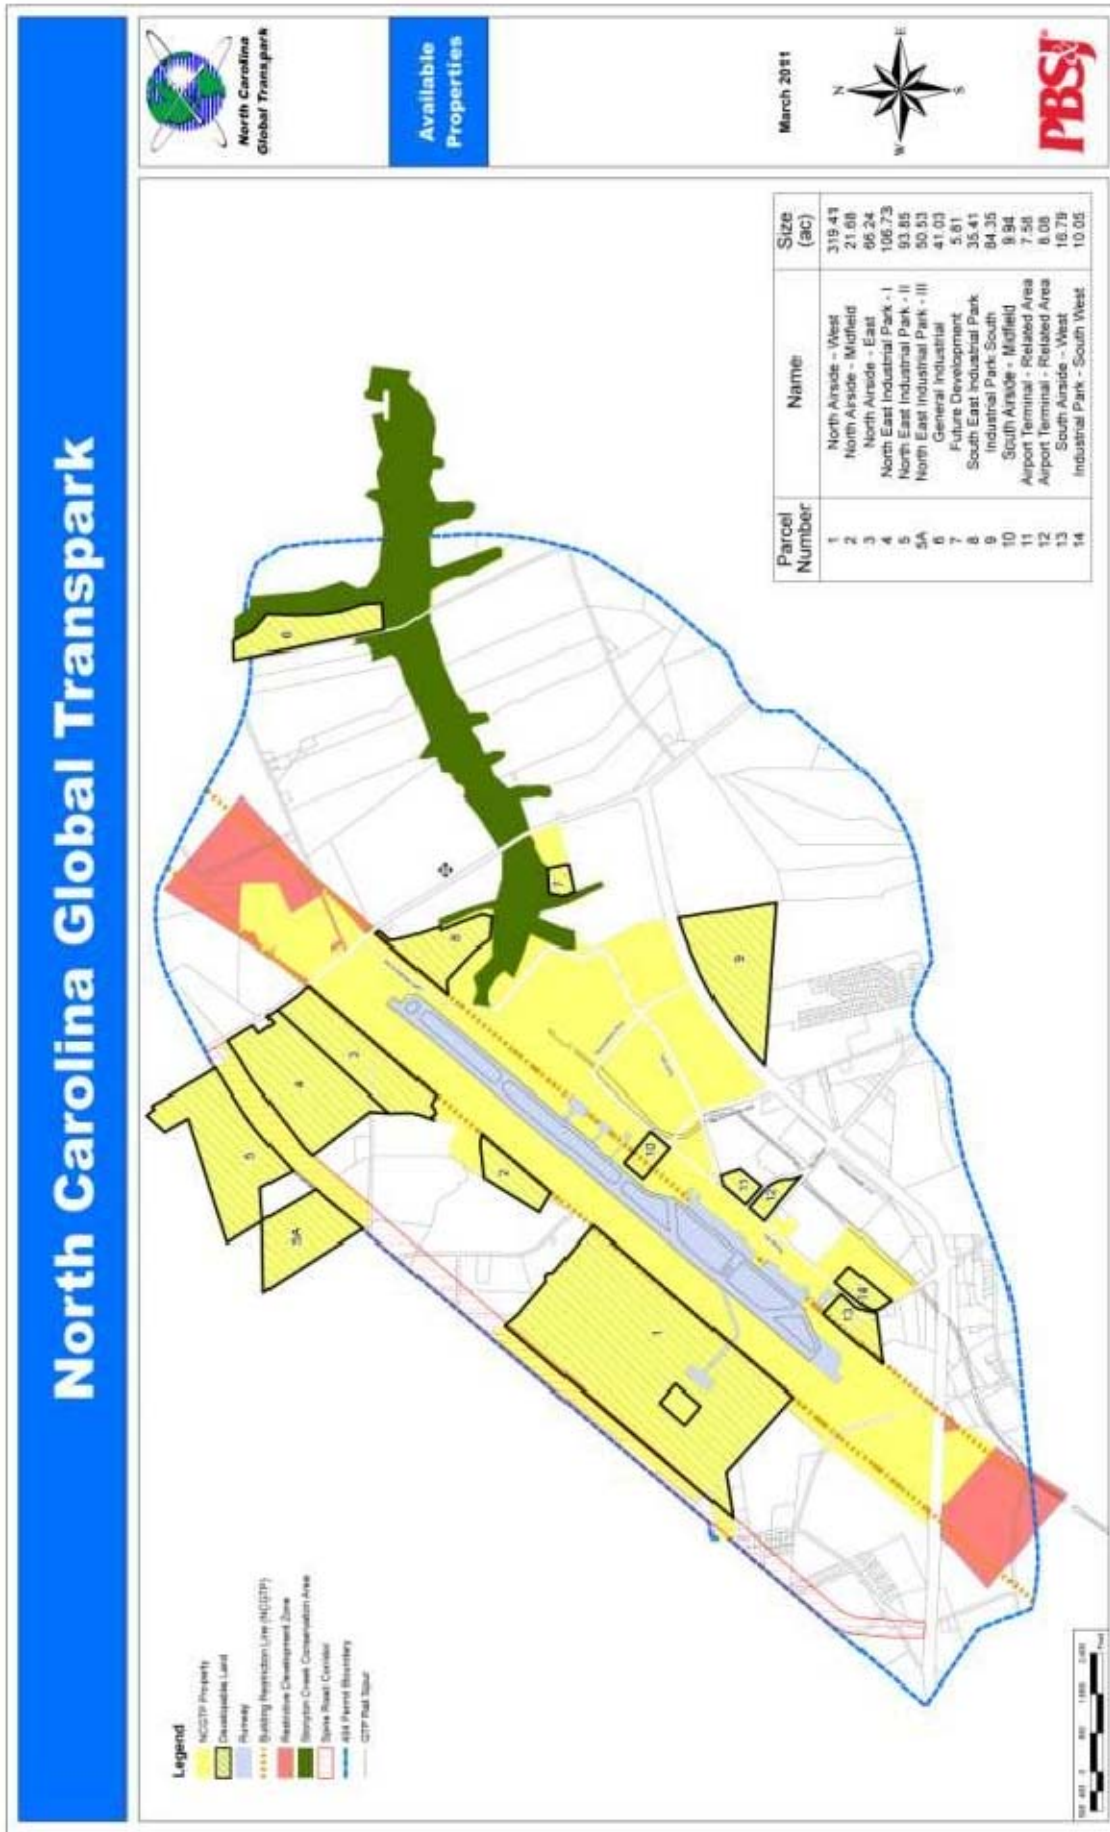 North Carolina Global Transpark
North Carolina
Global Transpark
Available
Properties
March 2011
N
W
E
S
PBS&J
Legend
NCGTP Property
Developable Land
Runway
Building Restriction Line (NCGTP)
Restrictive Development Zone
Stonyton Creek Conservation Area
Spine Road Corridor
404 Permit Boundary
GTP Rail Spur
6
5
4
3
8
7
5A
2
9
10
11
12
1
14
13
Parcel Number Name Size (ac)
1 North Airside - West 319.41
2 North Airside - Midfield 21.68
3 North Airside - East 66.24
4 North East Industrial Park - I 106.73
5 North East Industrial Park - II 93.85
5A North East Industrial Park - III 50.53
6 General Industrial 41.03
7 Future Development 5.81
8 South East Industrial Park 35.41
9 Industrial Park South 84.35
10 South Airside - Midfield 9.94
11 Airport Terminal - Related Area 7.58
12 Airport Terminal - Related Area 8.08
13 South Airside - West 16.79
14 Industrial Park - South West 10.05
Feet